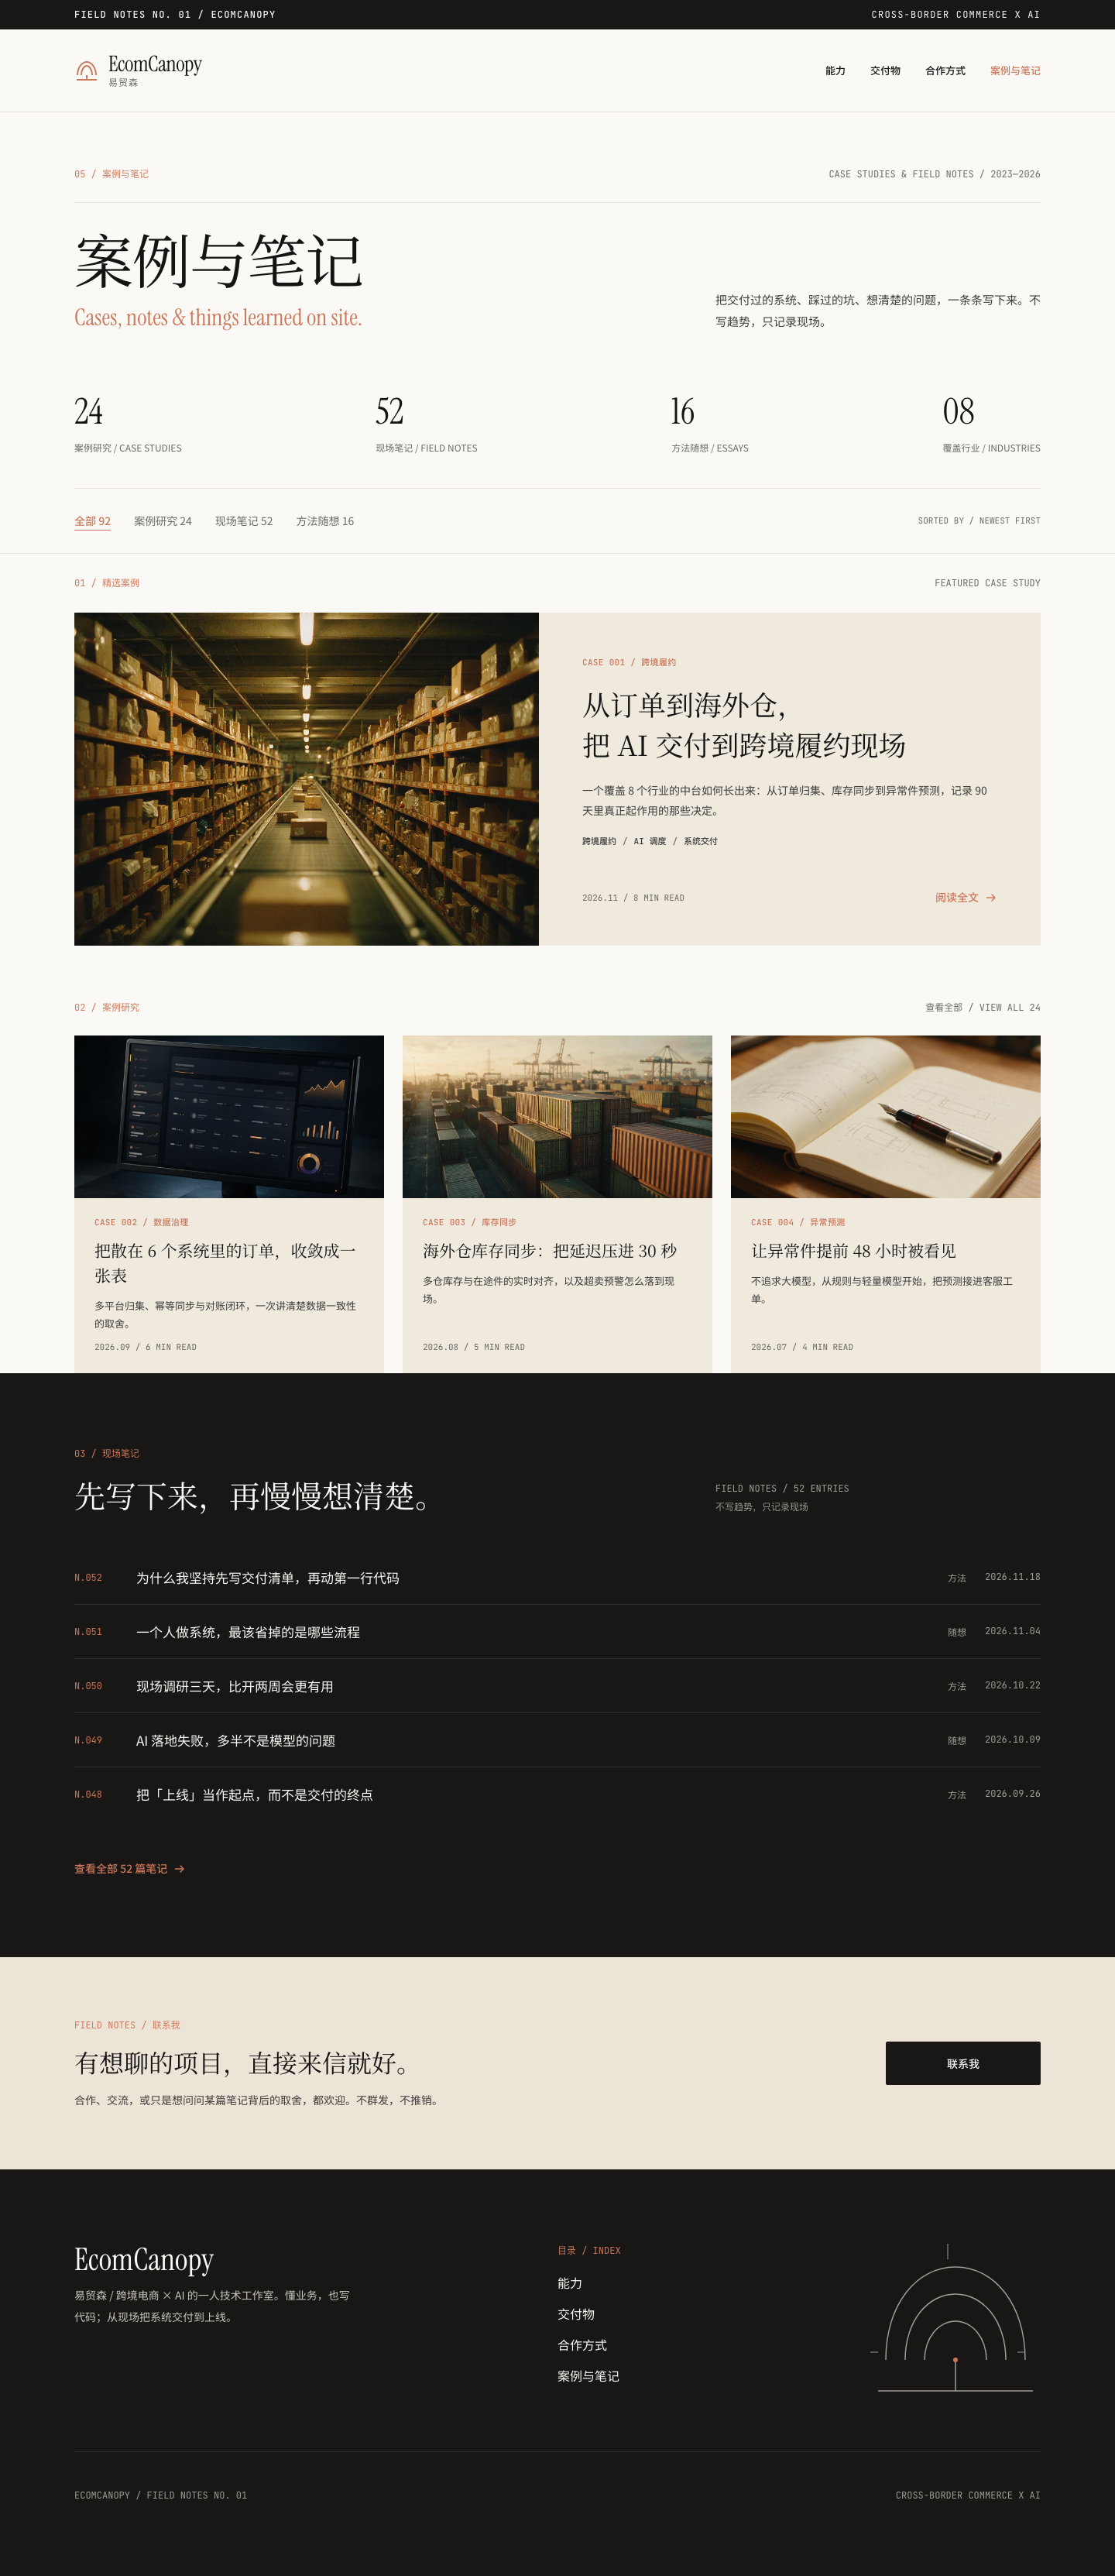 FIELD NOTES NO. 01 / ECOMCANOPY
CROSS-BORDER COMMERCE X AI
EcomCanopy
易贸森
能力
交付物
合作方式
案例与笔记
05 / 案例与笔记
CASE STUDIES & FIELD NOTES / 2023—2026
案例与笔记
Cases, notes & things learned on site.
把交付过的系统、踩过的坑、想清楚的问题，一条条写下来。不
写趋势，只记录现场。
24
案例研究 / CASE STUDIES
52
现场笔记 / FIELD NOTES
16
方法随想 / ESSAYS
08
覆盖行业 / INDUSTRIES
全部 92
案例研究 24
现场笔记 52
方法随想 16
SORTED BY / NEWEST FIRST
01 / 精选案例
FEATURED CASE STUDY
CASE 001 / 跨境履约
从订单到海外仓，
把 AI 交付到跨境履约现场
一个覆盖 8 个行业的中台如何长出来：从订单归集、库存同步到异常件预测，记录 90
天里真正起作用的那些决定。
跨境履约 / AI 调度 / 系统交付
2026.11 / 8 MIN READ
阅读全文 →
02 / 案例研究
查看全部 / VIEW ALL 24
CASE 002 / 数据治理
把散在 6 个系统里的订单，收敛成一
张表
多平台归集、幂等同步与对账闭环，一次讲清楚数据一致性
的取舍。
2026.09 / 6 MIN READ
CASE 003 / 库存同步
海外仓库存同步：把延迟压进 30 秒
多仓库存与在途件的实时对齐，以及超卖预警怎么落到现
场。
2026.08 / 5 MIN READ
CASE 004 / 异常预测
让异常件提前 48 小时被看见
不追求大模型，从规则与轻量模型开始，把预测接进客服工
单。
2026.07 / 4 MIN READ
03 / 现场笔记
先写下来，再慢慢想清楚。
FIELD NOTES / 52 ENTRIES
不写趋势，只记录现场
N.052 为什么我坚持先写交付清单，再动第一行代码 方法 2026.11.18
N.051 一个人做系统，最该省掉的是哪些流程 随想 2026.11.04
N.050 现场调研三天，比开两周会更有用 方法 2026.10.22
N.049 AI 落地失败，多半不是模型的问题 随想 2026.10.09
N.048 把「上线」当作起点，而不是交付的终点 方法 2026.09.26
查看全部 52 篇笔记 →
FIELD NOTES / 联系我
有想聊的项目，直接来信就好。
合作、交流，或只是想问问某篇笔记背后的取舍，都欢迎。不群发，不推销。
联系我
EcomCanopy
易贸森 / 跨境电商 × AI 的一人技术工作室。懂业务，也写
代码；从现场把系统交付到上线。
目录 / INDEX
能力
交付物
合作方式
案例与笔记
ECOMCANOPY / FIELD NOTES NO. 01
CROSS-BORDER COMMERCE X AI